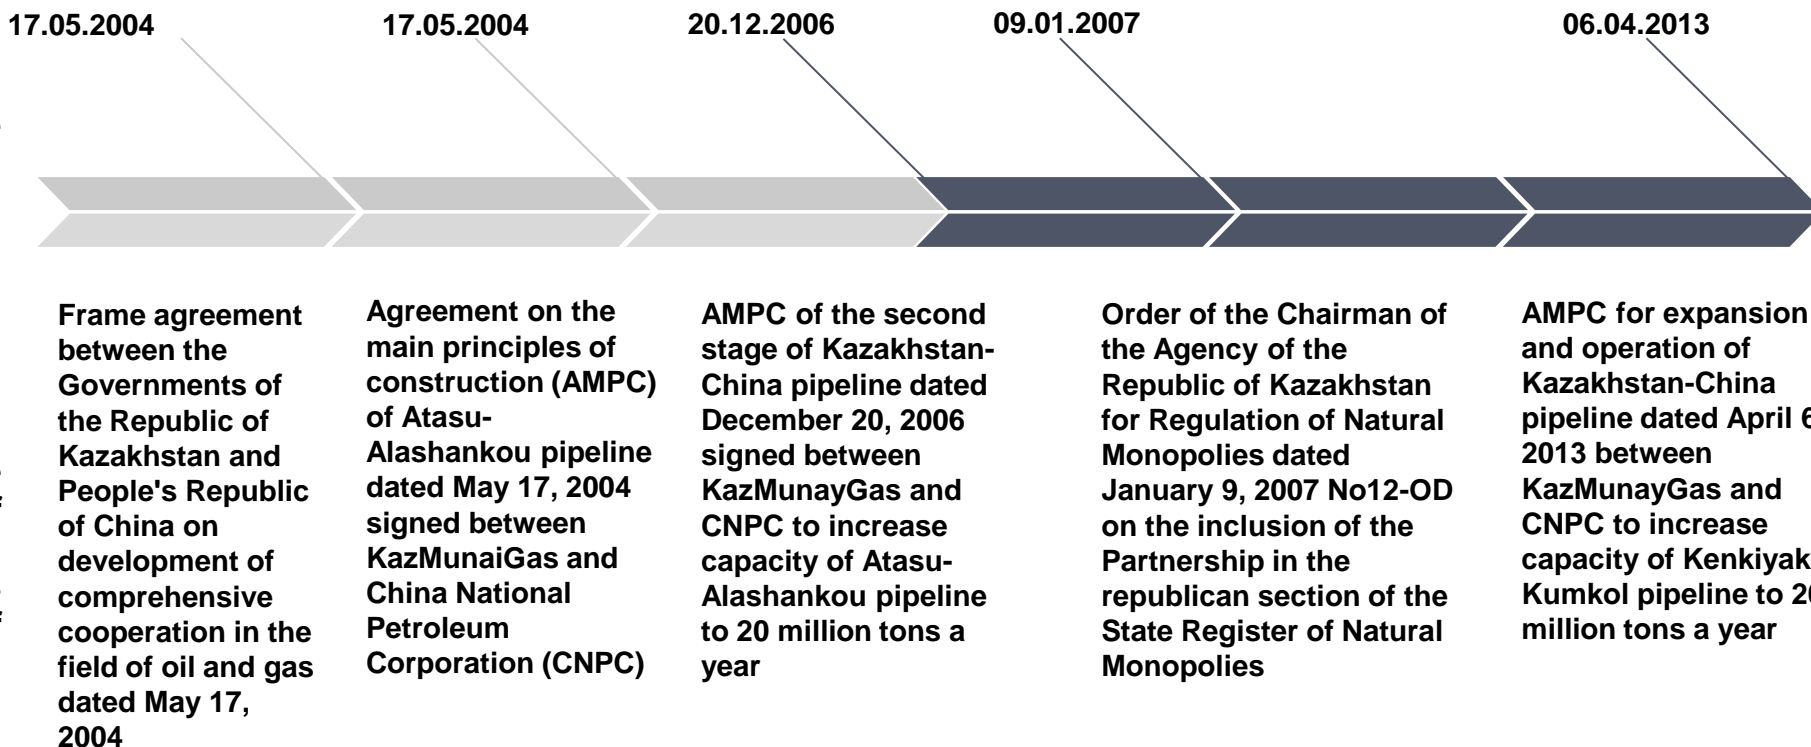 17.05.2004
17.05.2004
20.12.2006
09.01.2007
06.04.2013
Frame agreement
between the
Governments of
the Republic of
Kazakhstan and
People's Republic
of China on
development of
comprehensive
cooperation in the
field of oil and gas
dated May 17,
2004
Agreement on the
main principles of
construction (AMPC)
of Atasu-
Alashankou pipeline
dated May 17, 2004
signed between
KazMunaiGas and
China National
Petroleum
Corporation (CNPC)
AMPC of the second
stage of Kazakhstan-
China pipeline dated
December 20, 2006
signed between
KazMunayGas and
CNPC to increase
capacity of Atasu-
Alashankou pipeline
to 20 million tons a
year
Order of the Chairman of
the Agency of the
Republic of Kazakhstan
for Regulation of Natural
Monopolies dated
January 9, 2007 No12-OD
on the inclusion of the
Partnership in the
republican section of the
State Register of Natural
Monopolies
AMPC for expansion
and operation of
Kazakhstan-China
pipeline dated April
2013 between
KazMunayGas and
CNPC to increase
capacity of Kenkiyak
Kumkol pipeline to
million tons a year